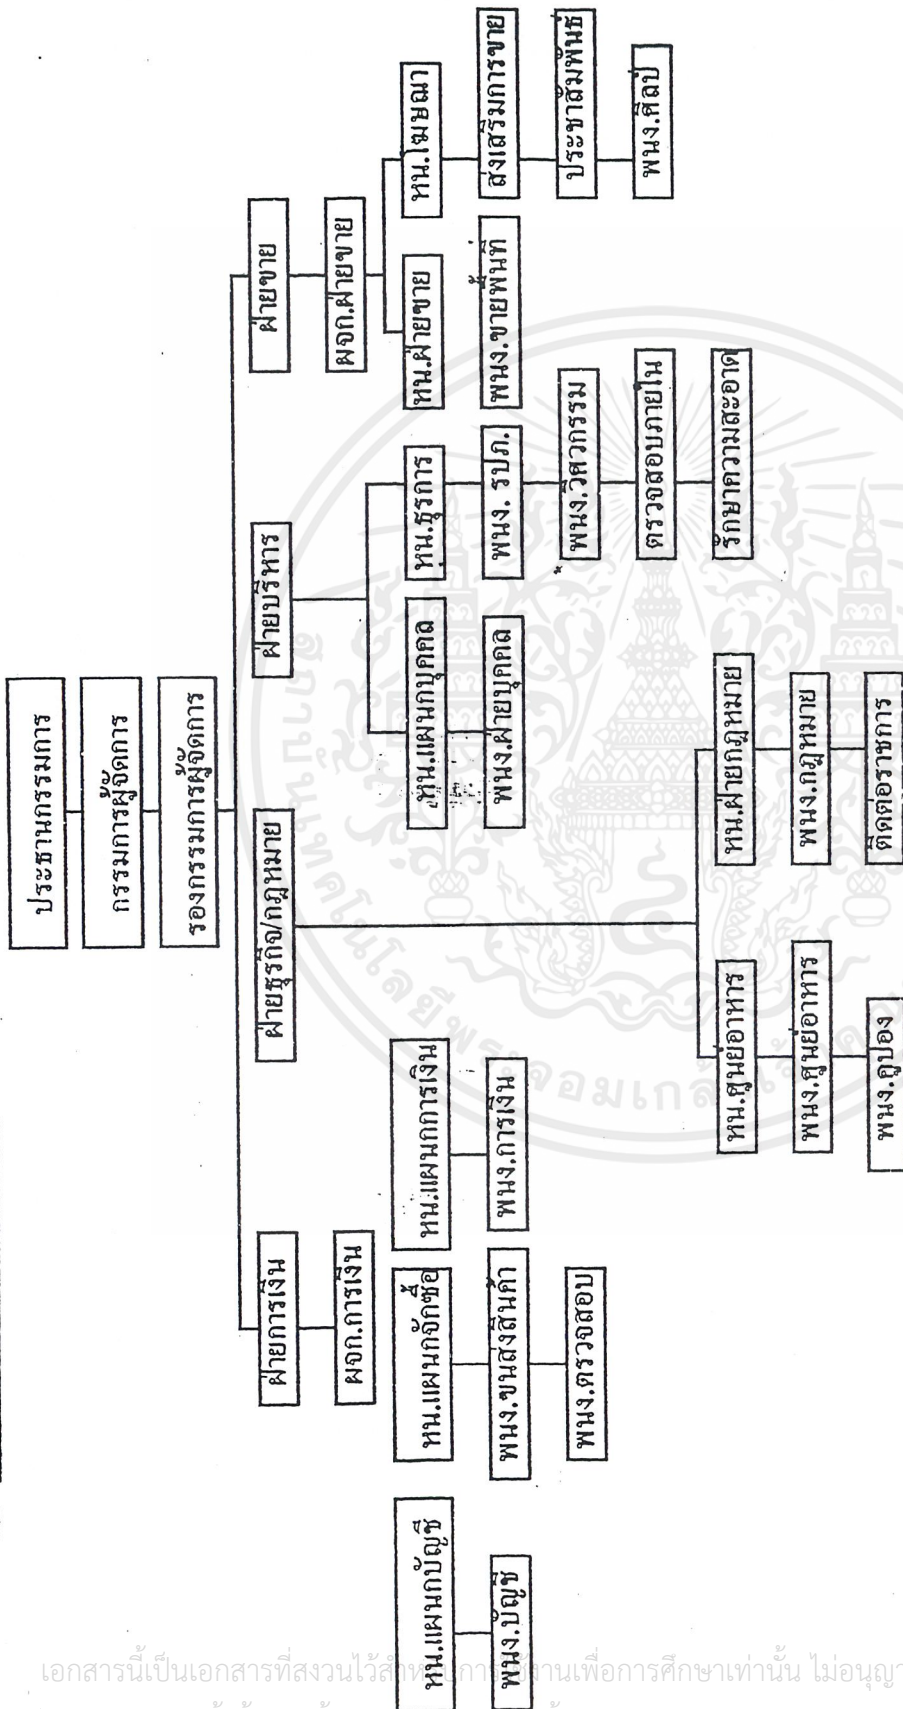 ประธานกรรมการ
กรรมการผู้จัดการ
รองกรรมการผู้จัดการ
ฝ่ายการเงิน
ฝ่ายธุรกิจ/กฎหมาย
ฝ่ายบริหาร
ฝ่ายขาย
ผจก.การเงิน
ผจก.ฝ่ายขาย
หน.แผนกบัญชี
หน.แผนกจัดซื้อ
หน.แผนกการเงิน
หน.แผนกบุคคล
หน.ธุรการ
หน.ฝ่ายขาย
หน.โฆษณา
พนง.บัญชี
พนง.ขนส่งสินค้า
พนง.การเงิน
พนง.ฝ่ายบุคคล
พนง. รปภ.
พนง.ขายพื้นที่
ส่งเสริมการขาย
พนง.ตรวจสอบ
พนง.วิศวกรรม
ประชาสัมพันธ์
ตรวจสอบภายใน
พนง.ศิลป์
รักษาความสะอาด
หน.ศูนย์อาหาร
หน.ฝ่ายกฎหมาย
พนง.ศูนย์อาหาร
พนง.กฎหมาย
พนง.คูปอง
ติดต่อราชการ
เอกสารนี้เป็นเอกสารที่สงวนไว้สำหรับการใช้งานเพื่อการศึกษาเท่านั้น ไม่อนุญา